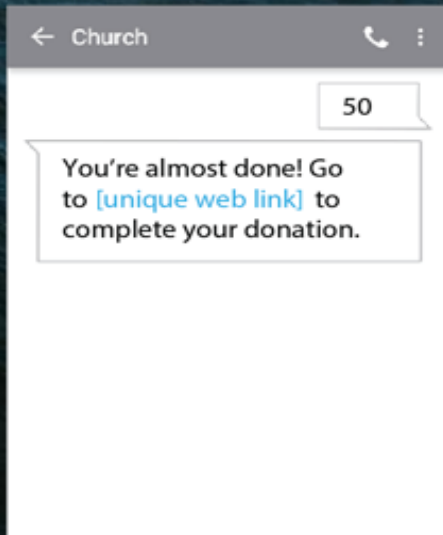 Church
50
You're almost done! Go
to [unique web link] to
complete your donation.